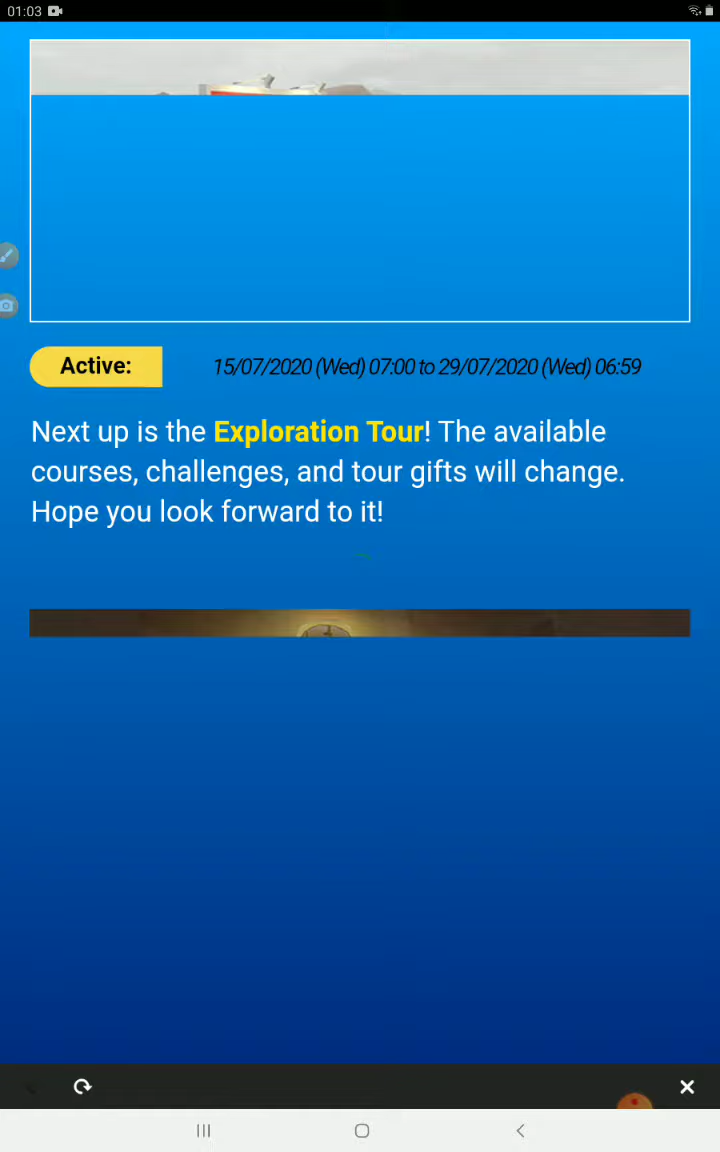 01:03
Active:
15/07/2020 (Wed) 07:00 to 29/07/2020 (Wed) 06:59
Next up is the Exploration Tour! The available
courses, challenges, and tour gifts will change.
Hope you look forward to it!